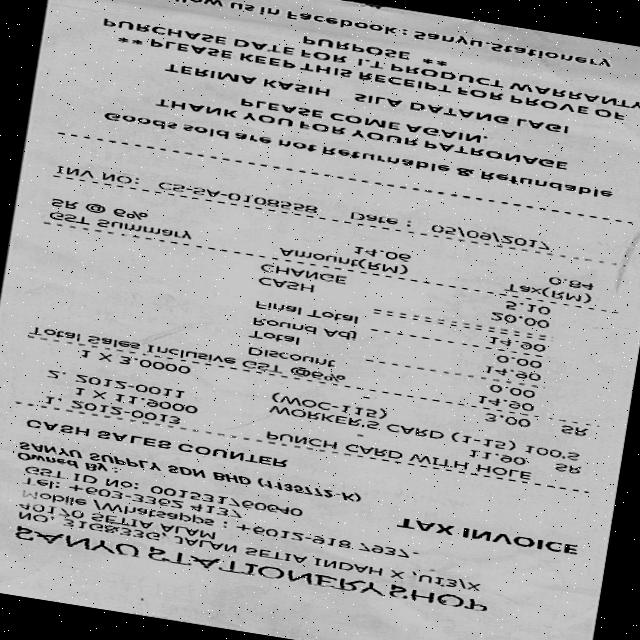 SANYU STATIONERY SHOP
NO. 31G&33G, JALAN SETIA INDAH X ,U13/X
40170 SETIA ALAM
Mobile /Whatsapps : +6012-918 7937-
Tel: +603-3362 4137
GST ID No: 001531760640
TAX INVOICE
Owned By :
SANYU SUPPLY SDN BHD (1135772-K)
CASH SALES COUNTER
1. 2012-0013 PUNCH CARD WITH HOLE
1 X 11.9000 - 11.90 SR
2. 2012-0011 WORKER'S CARD (1-15) 100'S
(WOC-115)
1 X 3.0000 - 3.00 SR
Total Sales Inclusive GST @6% 14.90
Discount 0.00
Total 14.90
Round Adj 0.00
Final Total 14.90
CASH 20.00
CHANGE 5.10
GST Summary Amount(RM) Tax(RM)
SR @ 6% 14.06 0.84
INV NO: CS-SA-0108558 Date : 05/09/2017
Goods sold are not Returnable & Refundable
THANK YOU FOR YOUR PATRONAGE
PLEASE COME AGAIN.
TERIMA KASIH SILA DATANG LAGI
**PLEASE KEEP THIS RECEIPT FOR PROVE OF
PURCHASE DATE FOR I.T PRODUCT WARRANTY
PURPOSE **
us in Facebook : Sanyu.Stationery